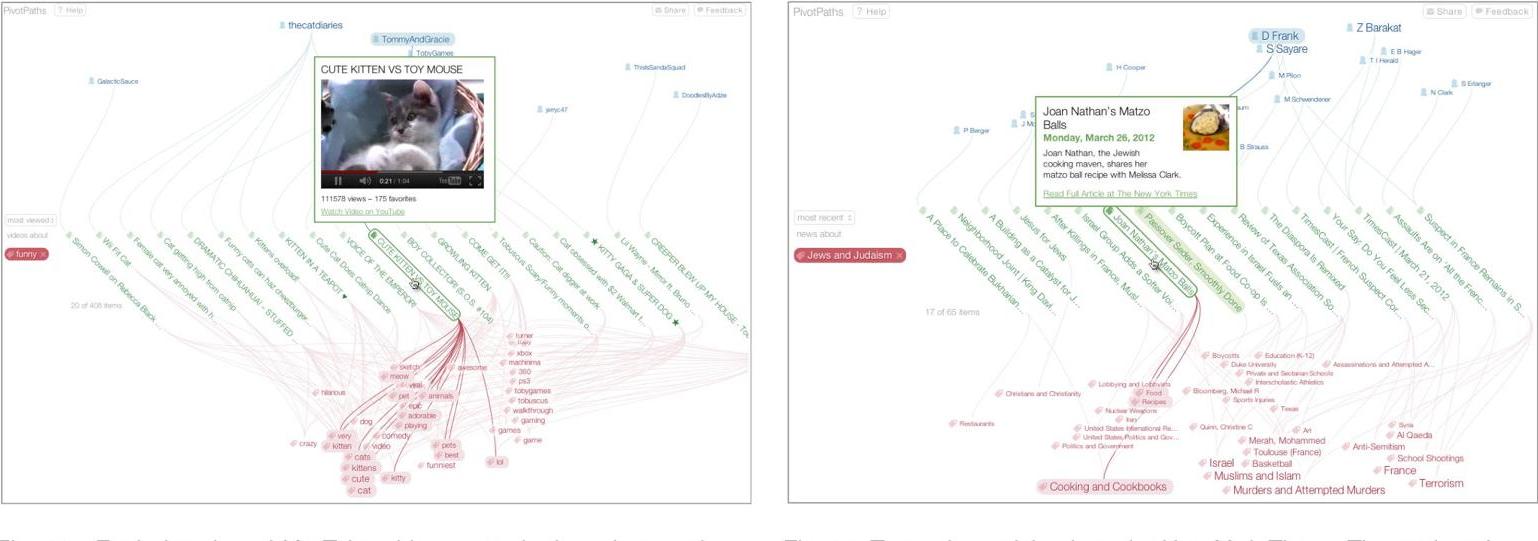 PivotPaths
? Help
Share
Feedback
thecatdiaries
TommyAndGracie
TobyGames
GalacticSauce
ThisIsSandaSquad
DoodlesByAdzie
jerryc47
CUTE KITTEN VS TOY MOUSE
0:21 / 1:04
YouTube
111578 views – 175 favorites
Watch Video on YouTube
most viewed
videos about
funny ×
20 of 408 items
Simon Cowell on Rebecca Black ...
Wii Fit Cat
Female cat very annoyed with h...
Cat getting high from catnip
DRAMATIC CHIHUAHUA! - STUFFED ...
Funny cats can haz cheezburger...
Kittens overload!
KITTEN IN A TEAPOT ♥
Cute Cat Does Catnip Dance
VOICE OF THE EMPEROR!
CUTE KITTEN VS TOY MOUSE
BOY COLLECTOR (S.O.S. #104)
GROWLING KITTEN
COME GET IT!!!
Tobuscus Scary/Funny moments o...
Caution: Cat dogger at work
Cat obsessed with $2 Walmart t...
★ KITTY GAGA & SUPER DOG ★
Lil Wayne - Mirror ft. Bruno ...
CREEPER BLEW UP MY HOUSE - To
turner
xbox
machinima
360
ps3
tobygames
tobuscus
walkthrough
gaming
games
game
sketch
meow
awesome
viral
pet
animals
epic
adorable
playing
hilarious
dog
crazy
very
kitten
comedy
video
cats
kittens
cute
cat
kitty
pets
best
funniest
lol
PivotPaths
? Help
Share
Feedback
D Frank
S Sayare
Z Barakat
E B Hager
T I Herald
H Cooper
M Pilon
M Schwendener
S Erlanger
N Clark
P Berger
B Strauss
Joan Nathan's Matzo
Balls
Monday, March 26, 2012
Joan Nathan, the Jewish
cooking maven, shares her
matzo ball recipe with Melissa Clark.
Read Full Article at The New York Times
most recent
news about
Jews and Judaism ×
17 of 65 items
A Place to Celebrate Bukharian...
Neighborhood Joint | King Davi...
A Building as a Catalyst for J...
Jesus for Jews
After Killings in France, Musl...
Israel Group Adds a Softer Voi...
Joan Nathan's Matzo Balls
Passover Seder, Smoothly Done
Boycott Plan at Food Co-op Is ...
Experience in Israel Fuels an ...
Review of Texas Association So...
The Diaspora Is Remixed
TimesCast | French Suspect Cor...
Your Say: Do You Feel Less Sec...
TimesCast | March 21, 2012
Assaults Are on 'All the Frenc...
Suspect in France Remains in S...
Boycotts
Education (K-12)
Duke University
Assassinations and Attempted A...
Private and Sectarian Schools
Interscholastic Athletics
Lobbying and Lobbyists
Food
Recipes
Bloomberg, Michael R
Sports Injuries
Christians and Christianity
Nuclear Weapons
Iran
Texas
Restaurants
United States International Re...
United States Politics and Gov...
Politics and Government
Quinn, Christine C
Art
Syria
Al Qaeda
Merah, Mohammed
Anti-Semitism
Toulouse (France)
School Shootings
Israel
Basketball
France
Muslims and Islam
Terrorism
Cooking and Cookbooks
Murders and Attempted Murders